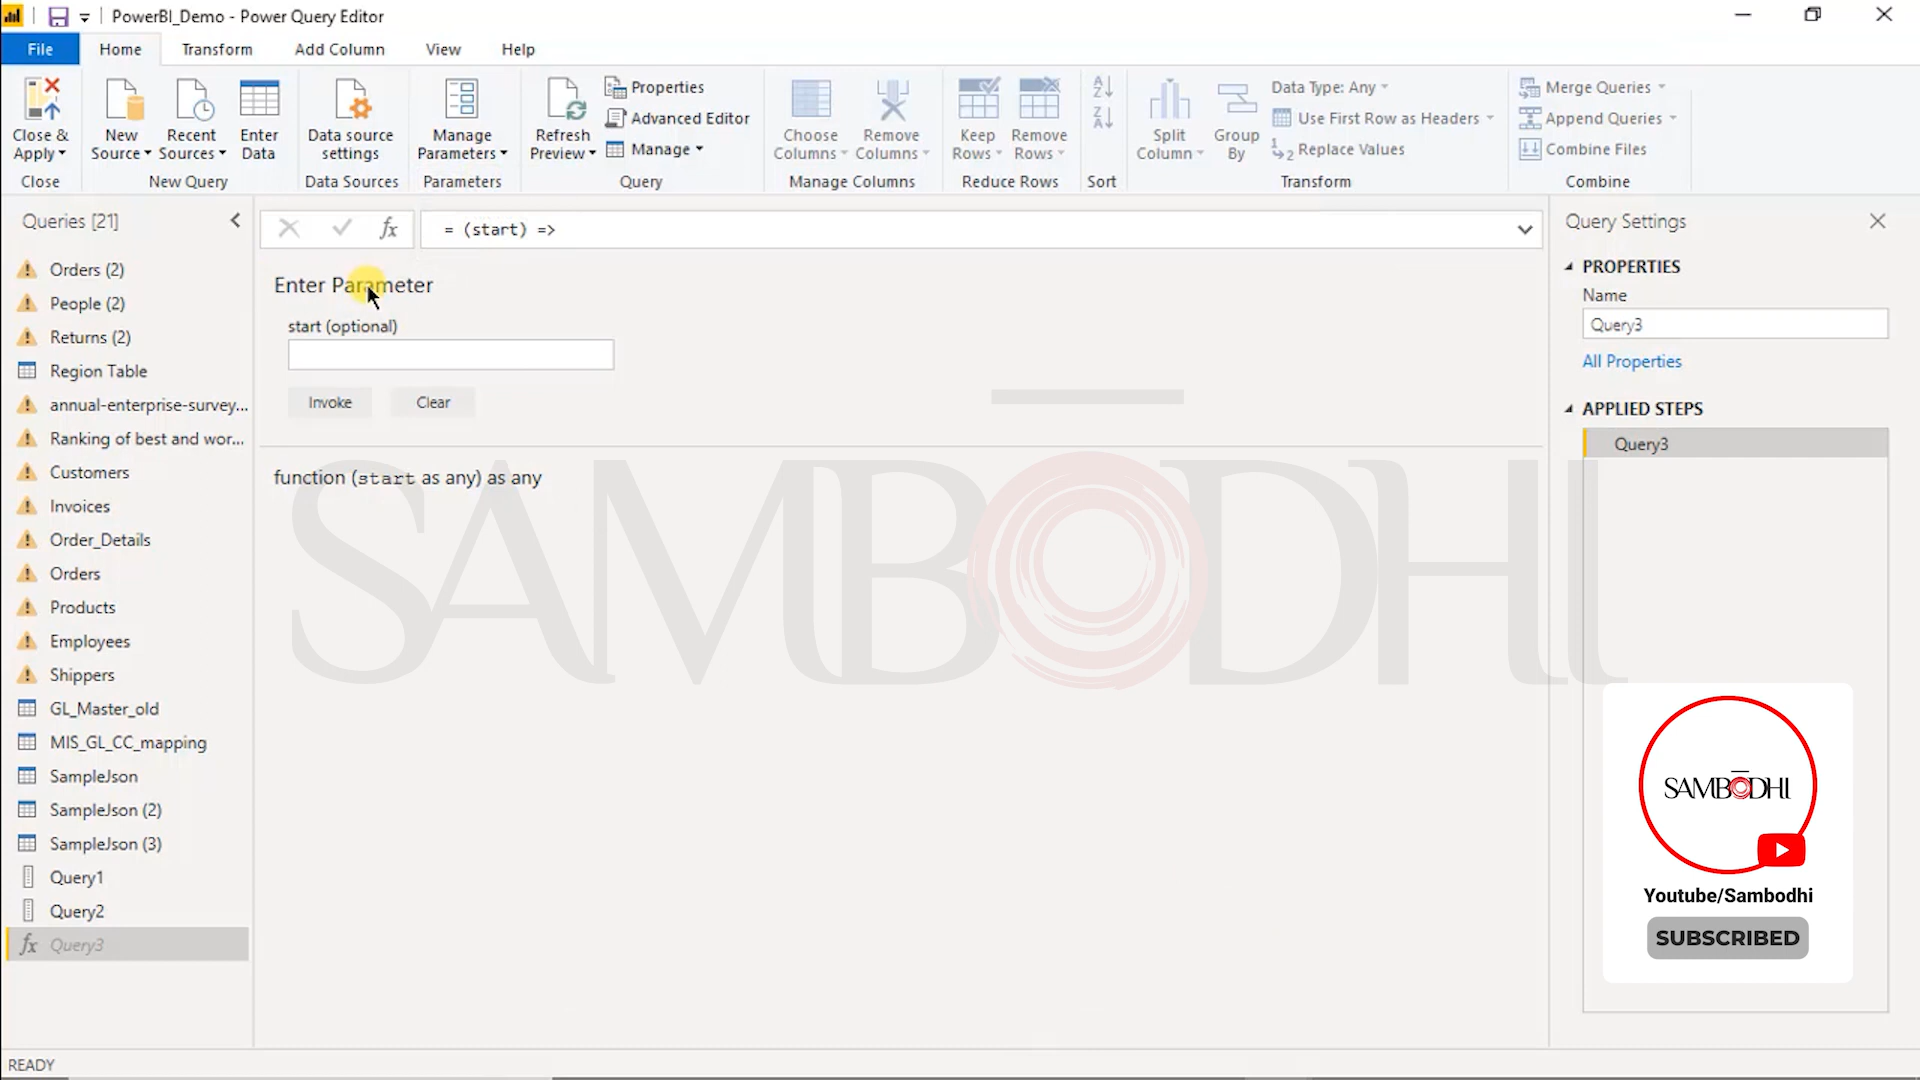 PowerBI_Demo - Power Query Editor
File Home Transform Add Column View Help
Close & Apply
New Source
Recent Sources
Enter Data
Data source settings
Manage Parameters
Refresh Preview
Properties
Advanced Editor
Manage
Choose Columns
Remove Columns
Keep Rows
Remove Rows
Split Column
Group By
Data Type: Any
Use First Row as Headers
Replace Values
Merge Queries
Append Queries
Combine Files
Close New Query Data Sources Parameters Query Manage Columns Reduce Rows Sort Transform Combine
Queries [21]
Orders (2)
People (2)
Returns (2)
Region Table
annual-enterprise-survey...
Ranking of best and wor...
Customers
Invoices
Order_Details
Orders
Products
Employees
Shippers
GL_Master_old
MIS_GL_CC_mapping
SampleJson
SampleJson (2)
SampleJson (3)
Query1
Query2
fx Query3
fx = (start) =>
Enter Parameter
start (optional)
Invoke Clear
function (start as any) as any
SAMBŌDHI
Query Settings
PROPERTIES
Name
Query3
All Properties
APPLIED STEPS
Query3
SAMBŌDHI
Youtube/Sambodhi
SUBSCRIBED
READY